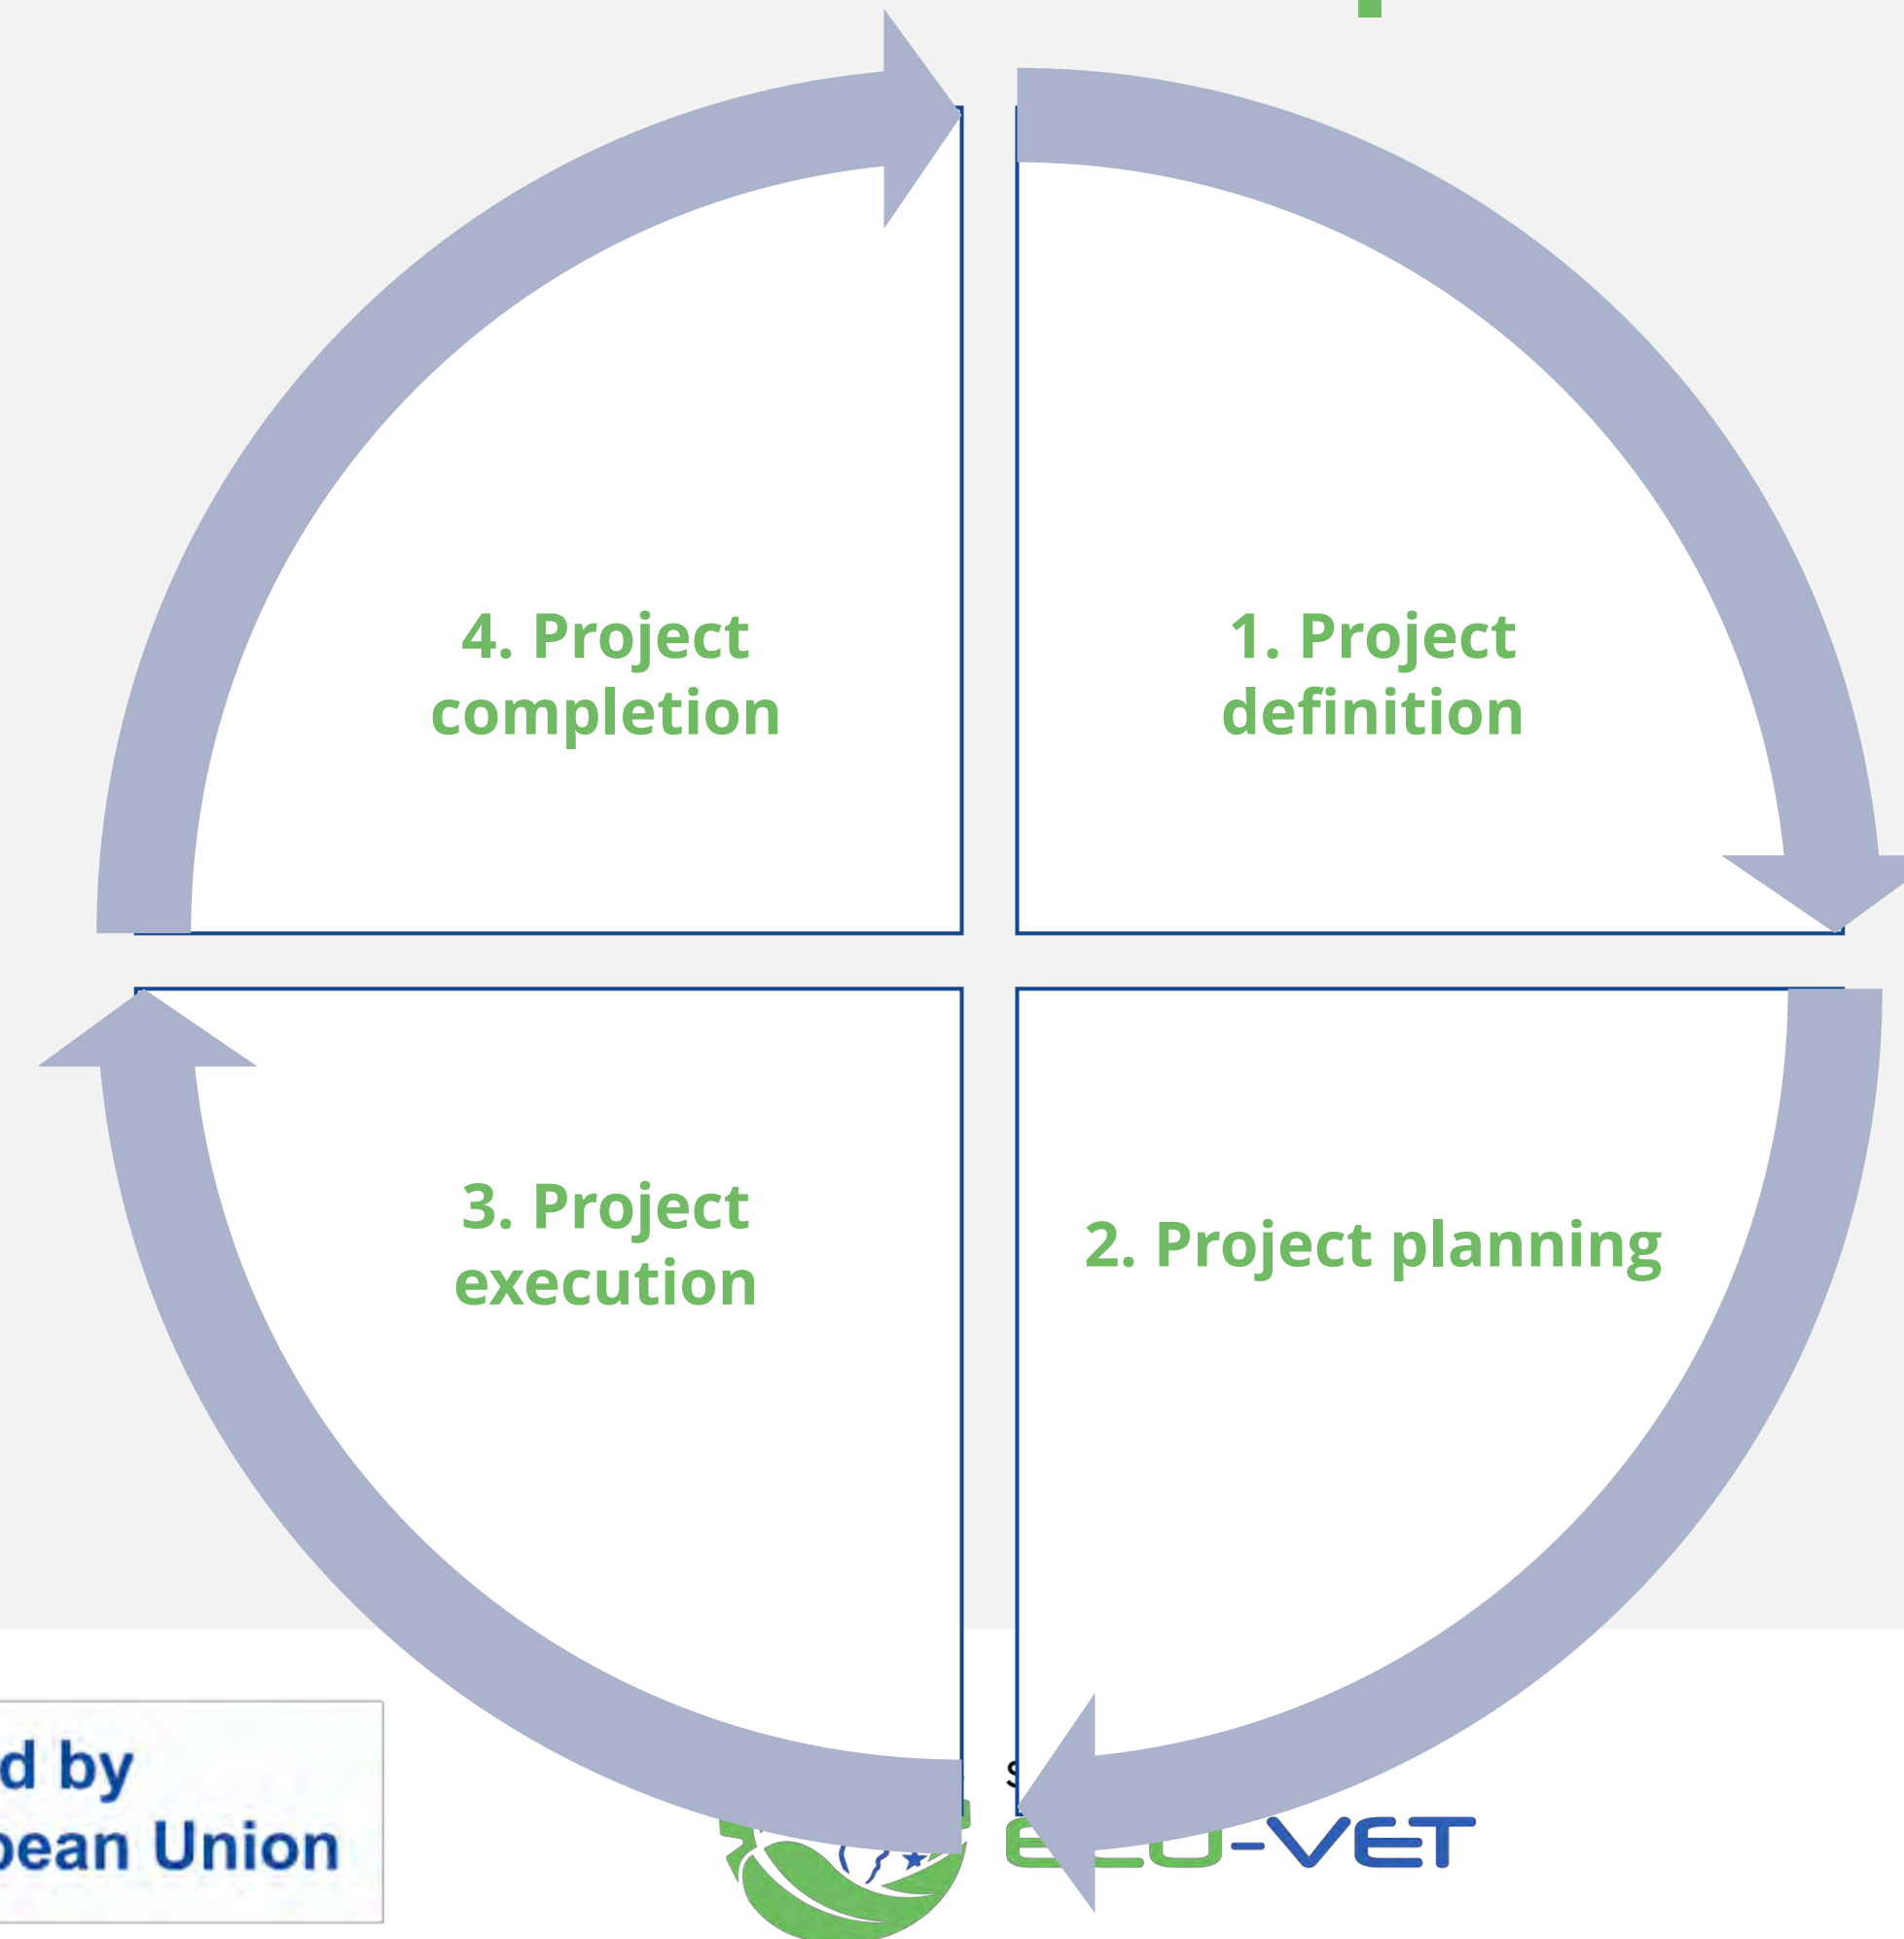 4. Project
completion
1. Project
definition
3. Project
execution
2. Project planning
d by
pean Union
-VET